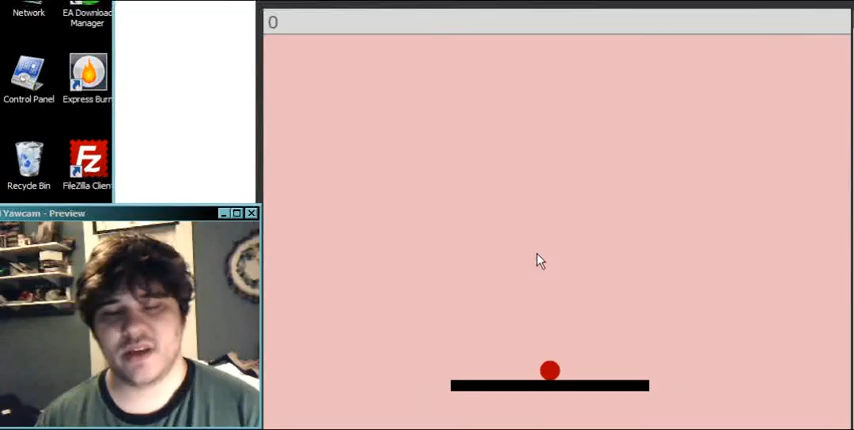 Network
EA Download
Manager
0
Control Panel
Express Burn
Recycle Bin
FileZilla Client
Yawcam - Preview